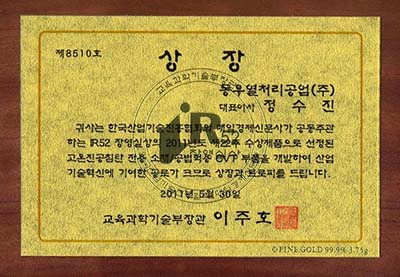 제8510호
상 장
동우열처리공업(주)
대표이사 정 수 진
귀사는 한국산업기술진흥협회와 매일경제신문사가 공동주관
하는 IR52 장영실상의 2011년도 제22주 수상제품으로 선정된
고온진공침탄 전용 소재/공법적용 CVT 부품을 개발하여 산업
기술혁신에 기여한 공로가 크므로 상장과 트로피를 드립니다.
2011년 5월 30일
교육과학기술부장관 이주호
© FINE GOLD 99.9% 3.75g